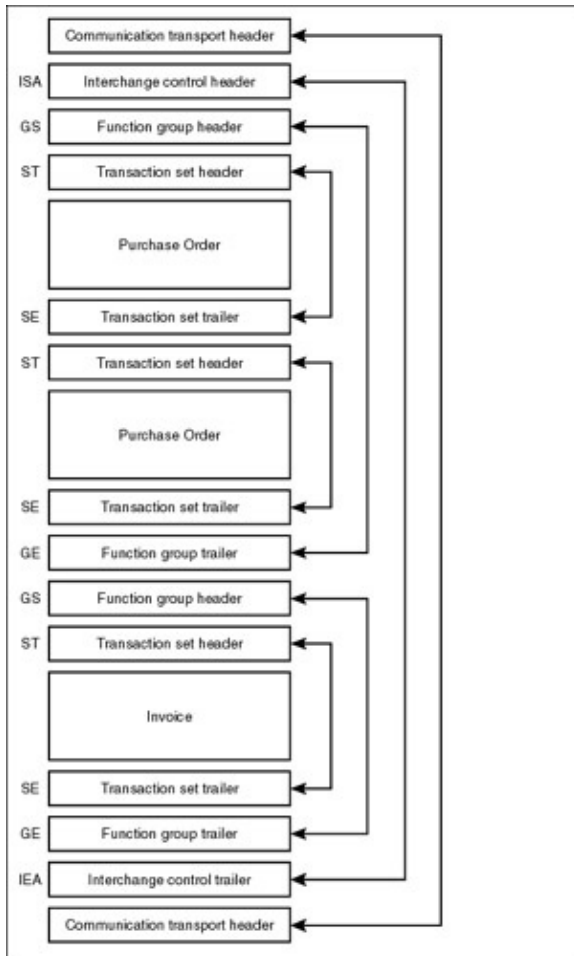 Communication transport header
ISA Interchange control header
GS Function group header
ST Transaction set header
Purchase Order
SE Transaction set trailer
ST Transaction set header
Purchase Order
SE Transaction set trailer
GE Function group trailer
GS Function group header
ST Transaction set header
Invoice
SE Transaction set trailer
GE Function group trailer
IEA Interchange control trailer
Communication transport header